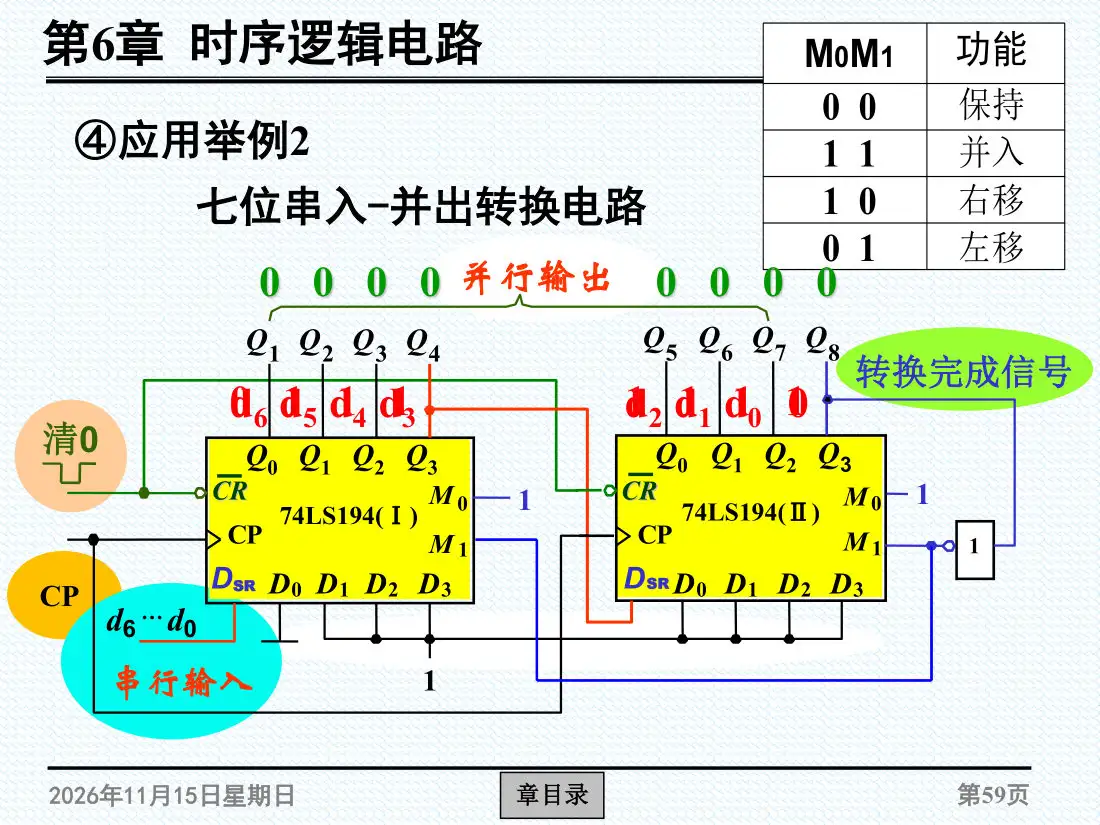 第6章 时序逻辑电路
M0M1 功能
0 0 保持
1 1 并入
1 0 右移
0 1 左移
④应用举例2
七位串入-并出转换电路
0 0 0 0 并行输出 0 0 0 0
Q1 Q2 Q3 Q4 Q5 Q6 Q7 Q8
转换完成信号
d6 d5 d4 d3 d2 d1 d0 0
清0
Q0 Q1 Q2 Q3 Q0 Q1 Q2 Q3
CR M0 1 CR M0 1
74LS194(Ⅰ) 74LS194(Ⅱ)
CP M1 CP M1 1
DSR D0 D1 D2 D3 DSR D0 D1 D2 D3
CP
d6…d0
串行输入
1
2026年11月15日星期日 章目录 第59页